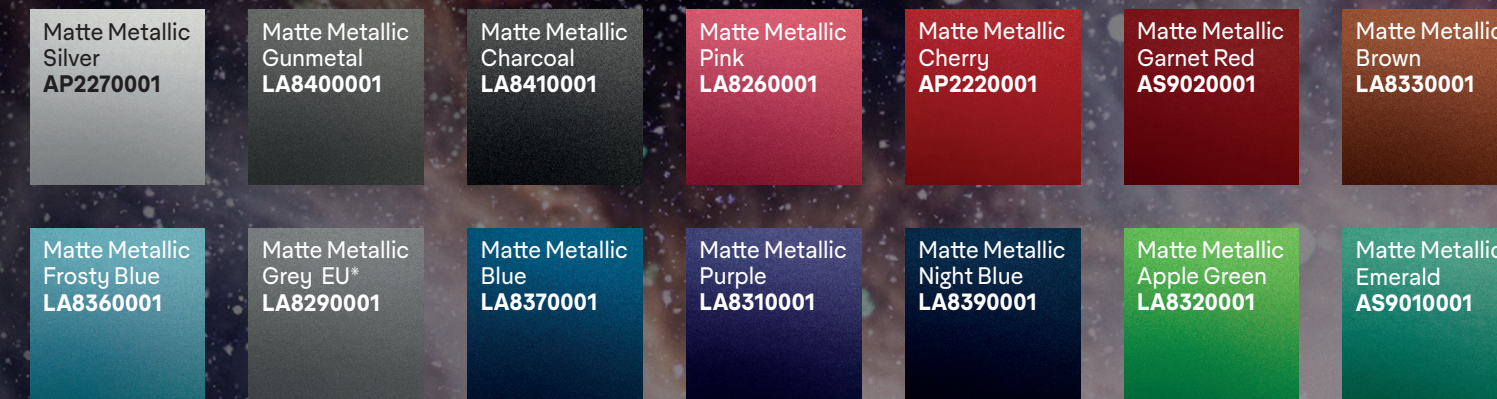 Matte Metallic
Silver
AP2270001
Matte Metallic
Gunmetal
LA8400001
Matte Metallic
Charcoal
LA8410001
Matte Metallic
Pink
LA8260001
Matte Metallic
Cherry
AP2220001
Matte Metallic
Garnet Red
AS9020001
Matte Metallic
Brown
LA8330001
Matte Metallic
Frosty Blue
LA8360001
Matte Metallic
Grey EU*
LA8290001
Matte Metallic
Blue
LA8370001
Matte Metallic
Purple
LA8310001
Matte Metallic
Night Blue
LA8390001
Matte Metallic
Apple Green
LA8320001
Matte Metallic
Emerald
AS9010001